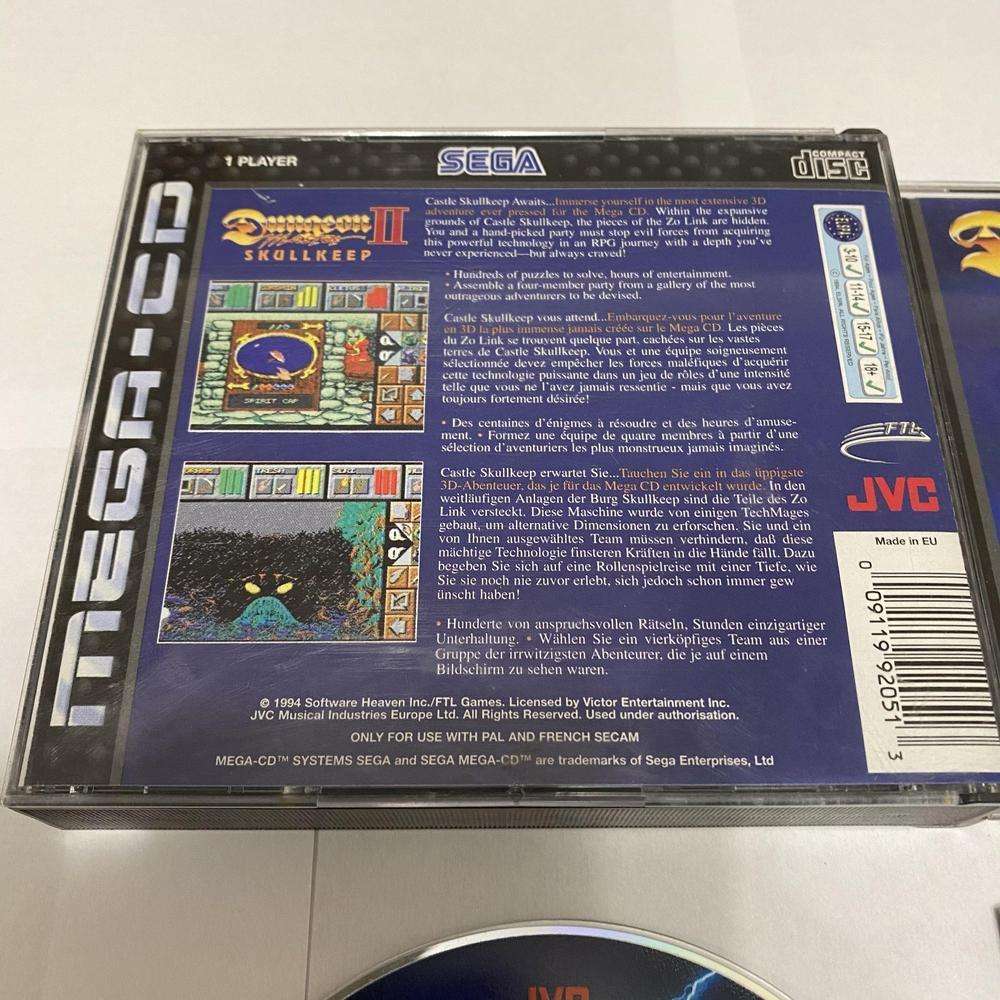 1 PLAYER
SEGA
COMPACT
disc
MEGA-CD
Dungeon
Master II
SKULLKEEP
Castle Skullkeep Awaits...Immerse yourself in the most extensive 3D
adventure ever pressed for the Mega CD. Within the expansive
grounds of Castle Skullkeep, the pieces of the Zo Link are hidden.
You and a hand-picked party must stop evil forces from acquiring
this powerful technology in an RPG journey with a depth you've
never experienced—but always craved!
• Hundreds of puzzles to solve, hours of entertainment.
• Assemble a four-member party from a gallery of the most
outrageous adventurers to be devised.
Castle Skullkeep vous attend...Embarquez-vous pour l'aventure
en 3D la plus immense jamais créée sur le Mega CD. Les pièces
du Zo Link se trouvent quelque part, cachées sur les vastes
terres de Castle Skullkeep. Vous et une équipe soigneusement
sélectionnée devez empêcher les forces maléfiques d'acquérir
cette technologie puissante dans un jeu de rôles d'une intensité
telle que vous ne l'avez jamais ressentie - mais que vous avez
toujours fortement désirée!
• Des centaines d'énigmes à résoudre et des heures d'amuse-
ment. • Formez une équipe de quatre membres à partir d'une
sélection d'aventuriers les plus monstrueux jamais imaginés.
Castle Skullkeep erwartet Sie...Tauchen Sie ein in das üppigste
3D-Abenteuer, das je für das Mega CD entwickelt wurde. In den
weitläufigen Anlagen der Burg Skullkeep sind die Teile des Zo
Link versteckt. Diese Maschine wurde von einigen TechMages
gebaut, um alternative Dimensionen zu erforschen. Sie und ein
von Ihnen ausgewähltes Team müssen verhindern, daß diese
mächtige Technologie finsteren Kräften in die Hände fällt. Dazu
begeben Sie sich auf eine Rollenspielreise mit einer Tiefe, wie
Sie sie noch nie zuvor erlebt, sich jedoch schon immer gew
ünscht haben!
• Hunderte von anspruchsvollen Rätseln, Stunden einzigartiger
Unterhaltung. • Wählen Sie ein vierköpfiges Team aus einer
Gruppe der irrwitzigsten Abenteurer, die je auf einem
Bildschirm zu sehen waren.
SPIRIT CAP
3-10 11-14 15-17 18+
FTL
JVC
Made in EU
0 09119 92051 3
© 1994 Software Heaven Inc./FTL Games. Licensed by Victor Entertainment Inc.
JVC Musical Industries Europe Ltd. All Rights Reserved. Used under authorisation.
ONLY FOR USE WITH PAL AND FRENCH SECAM
MEGA-CD™ SYSTEMS SEGA and SEGA MEGA-CD™ are trademarks of Sega Enterprises, Ltd
JVC